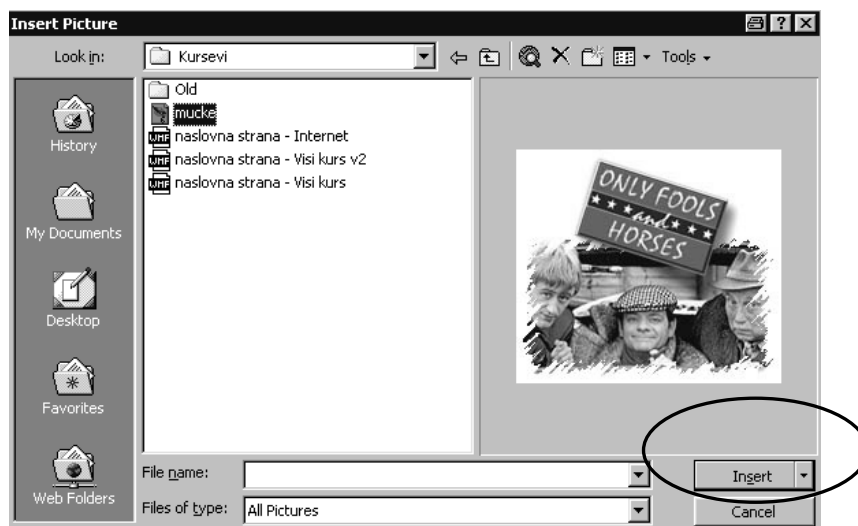 Insert Picture
Look in:
Kursevi
Tools
History
My Documents
Desktop
Favorites
Web Folders
Old
mucke
naslovna strana - Internet
naslovna strana - Visi kurs v2
naslovna strana - Visi kurs
ONLY FOOLS
and
HORSES
File name:
Insert
Files of type:
All Pictures
Cancel